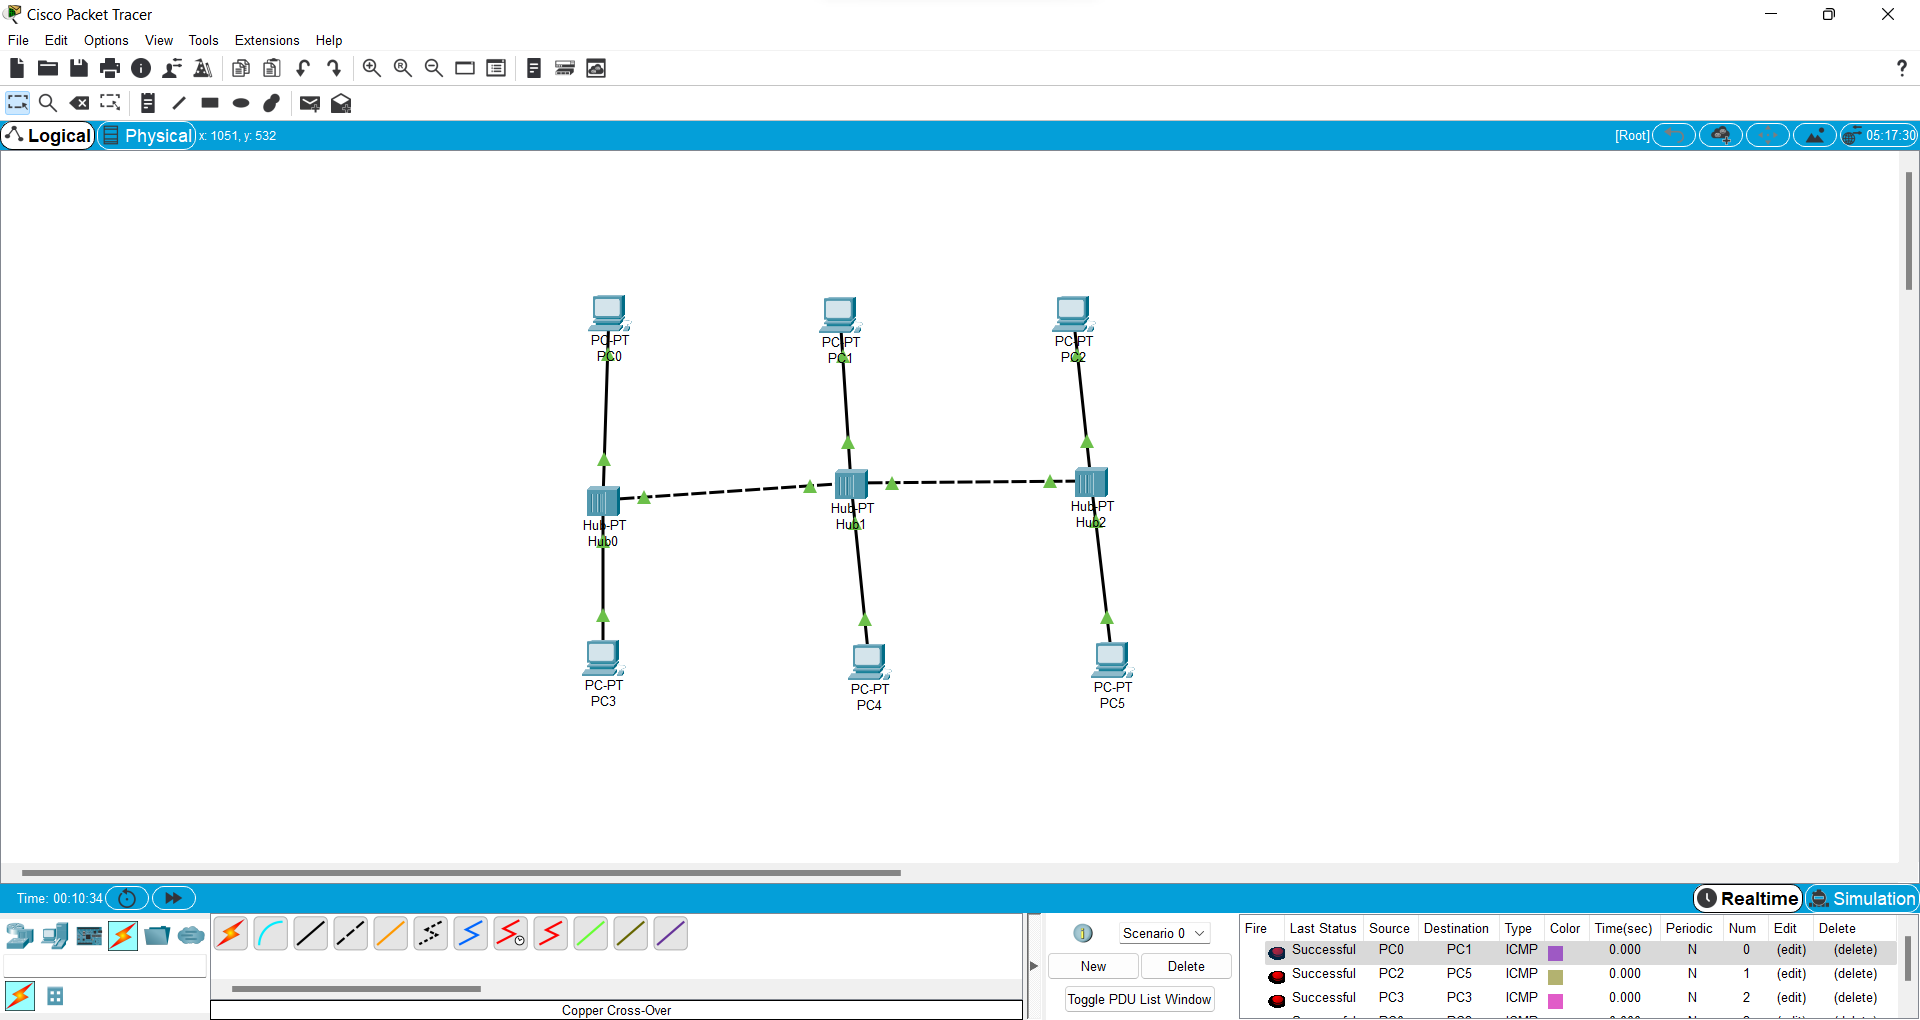 Cisco Packet Tracer
File Edit Options View Tools Extensions Help
Logical Physical x: 1051, y: 532 [Root] 05:17:30
PC-PT PC-PT PC-PT
PC0 PC1 PC2
Hub-PT Hub-PT Hub-PT
Hub0 Hub1 Hub2
PC-PT PC-PT PC-PT
PC3 PC4 PC5
Time: 00:10:34 Realtime Simulation
Scenario 0
New Delete
Toggle PDU List Window
Copper Cross-Over
Fire Last Status Source Destination Type Color Time(sec) Periodic Num Edit Delete
Successful PC0 PC1 ICMP 0.000 N 0 (edit) (delete)
Successful PC2 PC5 ICMP 0.000 N 1 (edit) (delete)
Successful PC3 PC3 ICMP 0.000 N 2 (edit) (delete)